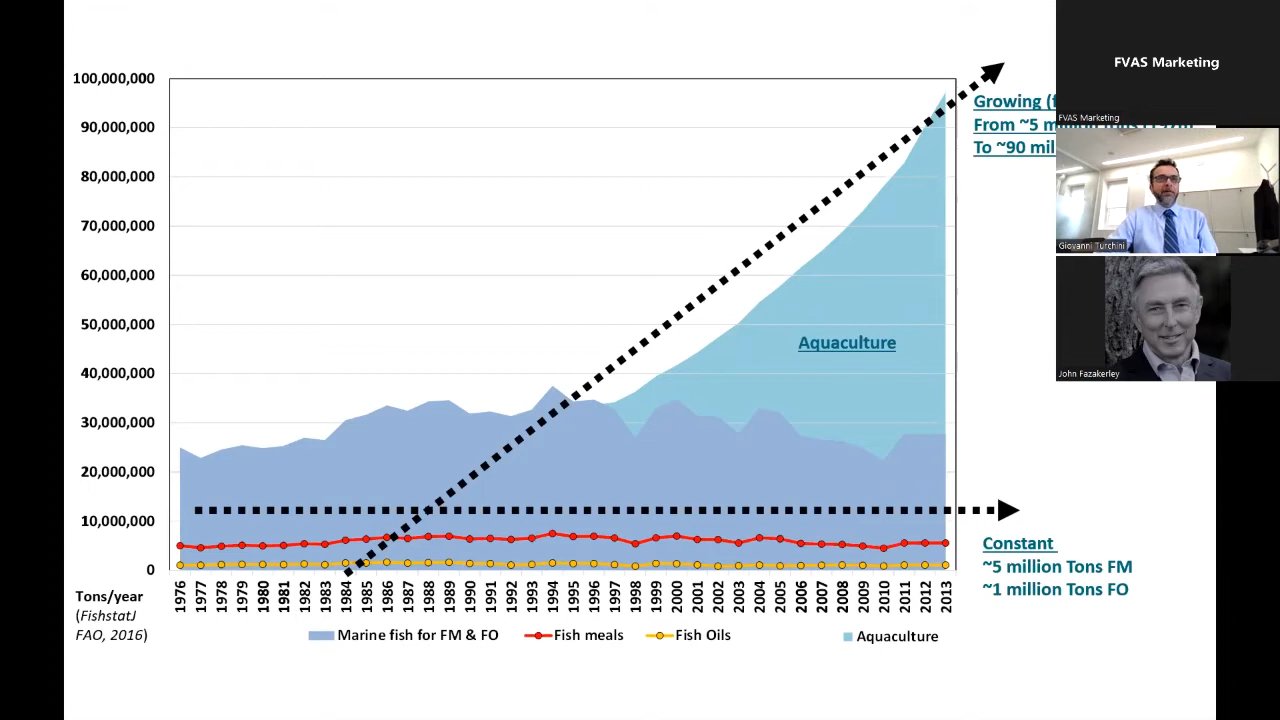 FVAS Marketing
FVAS Marketing
Giovanni Turchini
John Fazakerley
100,000,000
90,000,000
80,000,000
70,000,000
60,000,000
50,000,000
40,000,000
30,000,000
20,000,000
10,000,000
0
Growing
From ~5
To ~90
Aquaculture
Constant
~5 million Tons FM
~1 million Tons FO
1976 1977 1978 1979 1980 1981 1982 1983 1984 1985 1986 1987 1988 1989 1990 1991 1992 1993 1994 1995 1996 1997 1998 1999 2000 2001 2002 2003 2004 2005 2006 2007 2008 2009 2010 2011 2012 2013
Tons/year
(FishstatJ
FAO, 2016)
Marine fish for FM & FO Fish meals Fish Oils Aquaculture